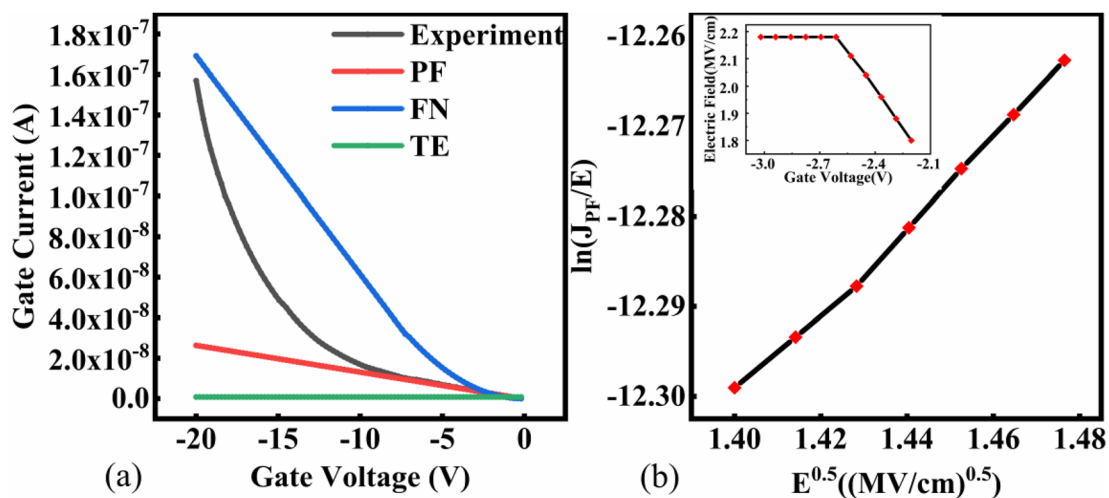 1.8x10⁻⁷
1.6x10⁻⁷
1.4x10⁻⁷
1.2x10⁻⁷
1.0x10⁻⁷
8.0x10⁻⁸
6.0x10⁻⁸
4.0x10⁻⁸
2.0x10⁻⁸
0.0
Gate Current (A)
Experiment
PF
FN
TE
-20
-15
-10
-5
0
Gate Voltage (V)
(a)
-12.26
-12.27
-12.28
-12.29
-12.30
ln(J_PF/E)
2.2
2.1
2.0
1.9
1.8
Electric Field(MV/cm)
-3.0
-2.7
-2.4
-2.1
Gate Voltage(V)
1.40
1.42
1.44
1.46
1.48
E⁰·⁵((MV/cm)⁰·⁵)
(b)